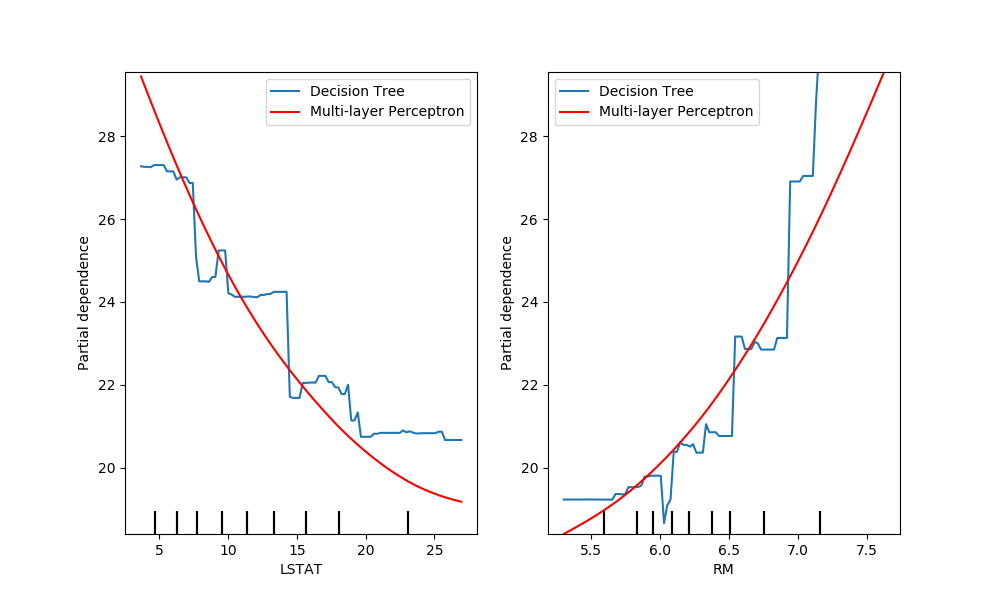 Decision Tree
Multi-layer Perceptron
28
26
24
22
20
Partial dependence
5 10 15 20 25
LSTAT
Decision Tree
Multi-layer Perceptron
28
26
24
22
20
Partial dependence
5.5 6.0 6.5 7.0 7.5
RM